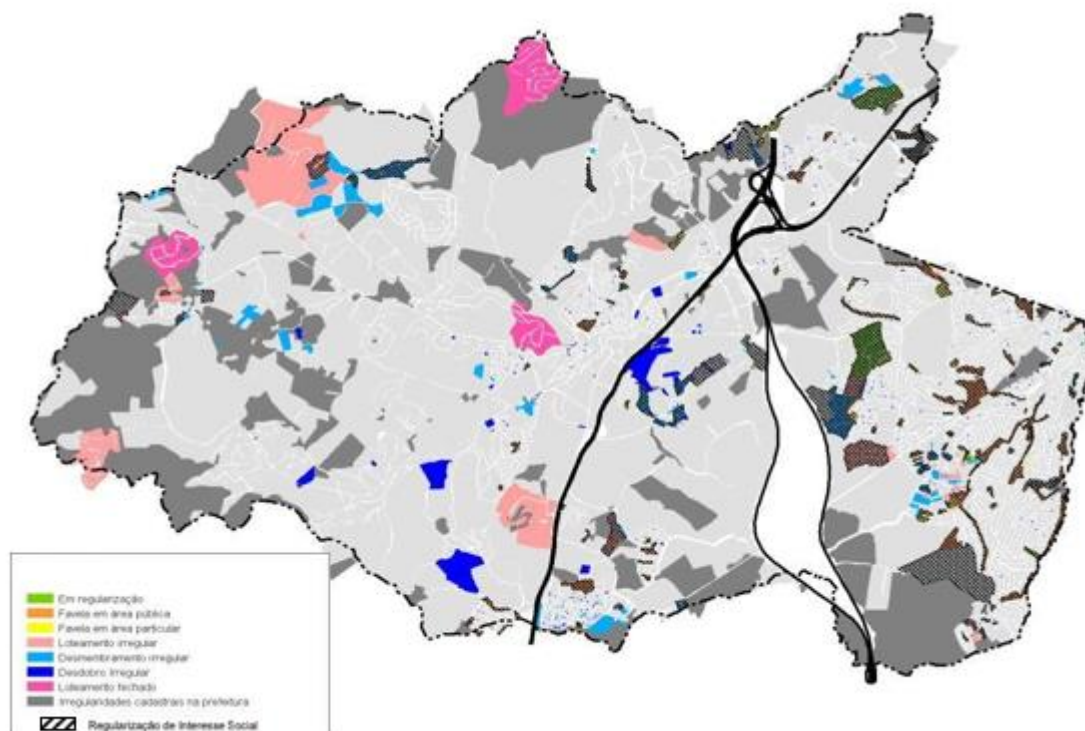 Em regularização
Favela em área pública
Favela em área particular
Loteamento irregular
Desmembramento irregular
Desdobro Irregular
Loteamento fechado
Irregularidades cadastrais na prefeitura
Regularização de Interesse Social